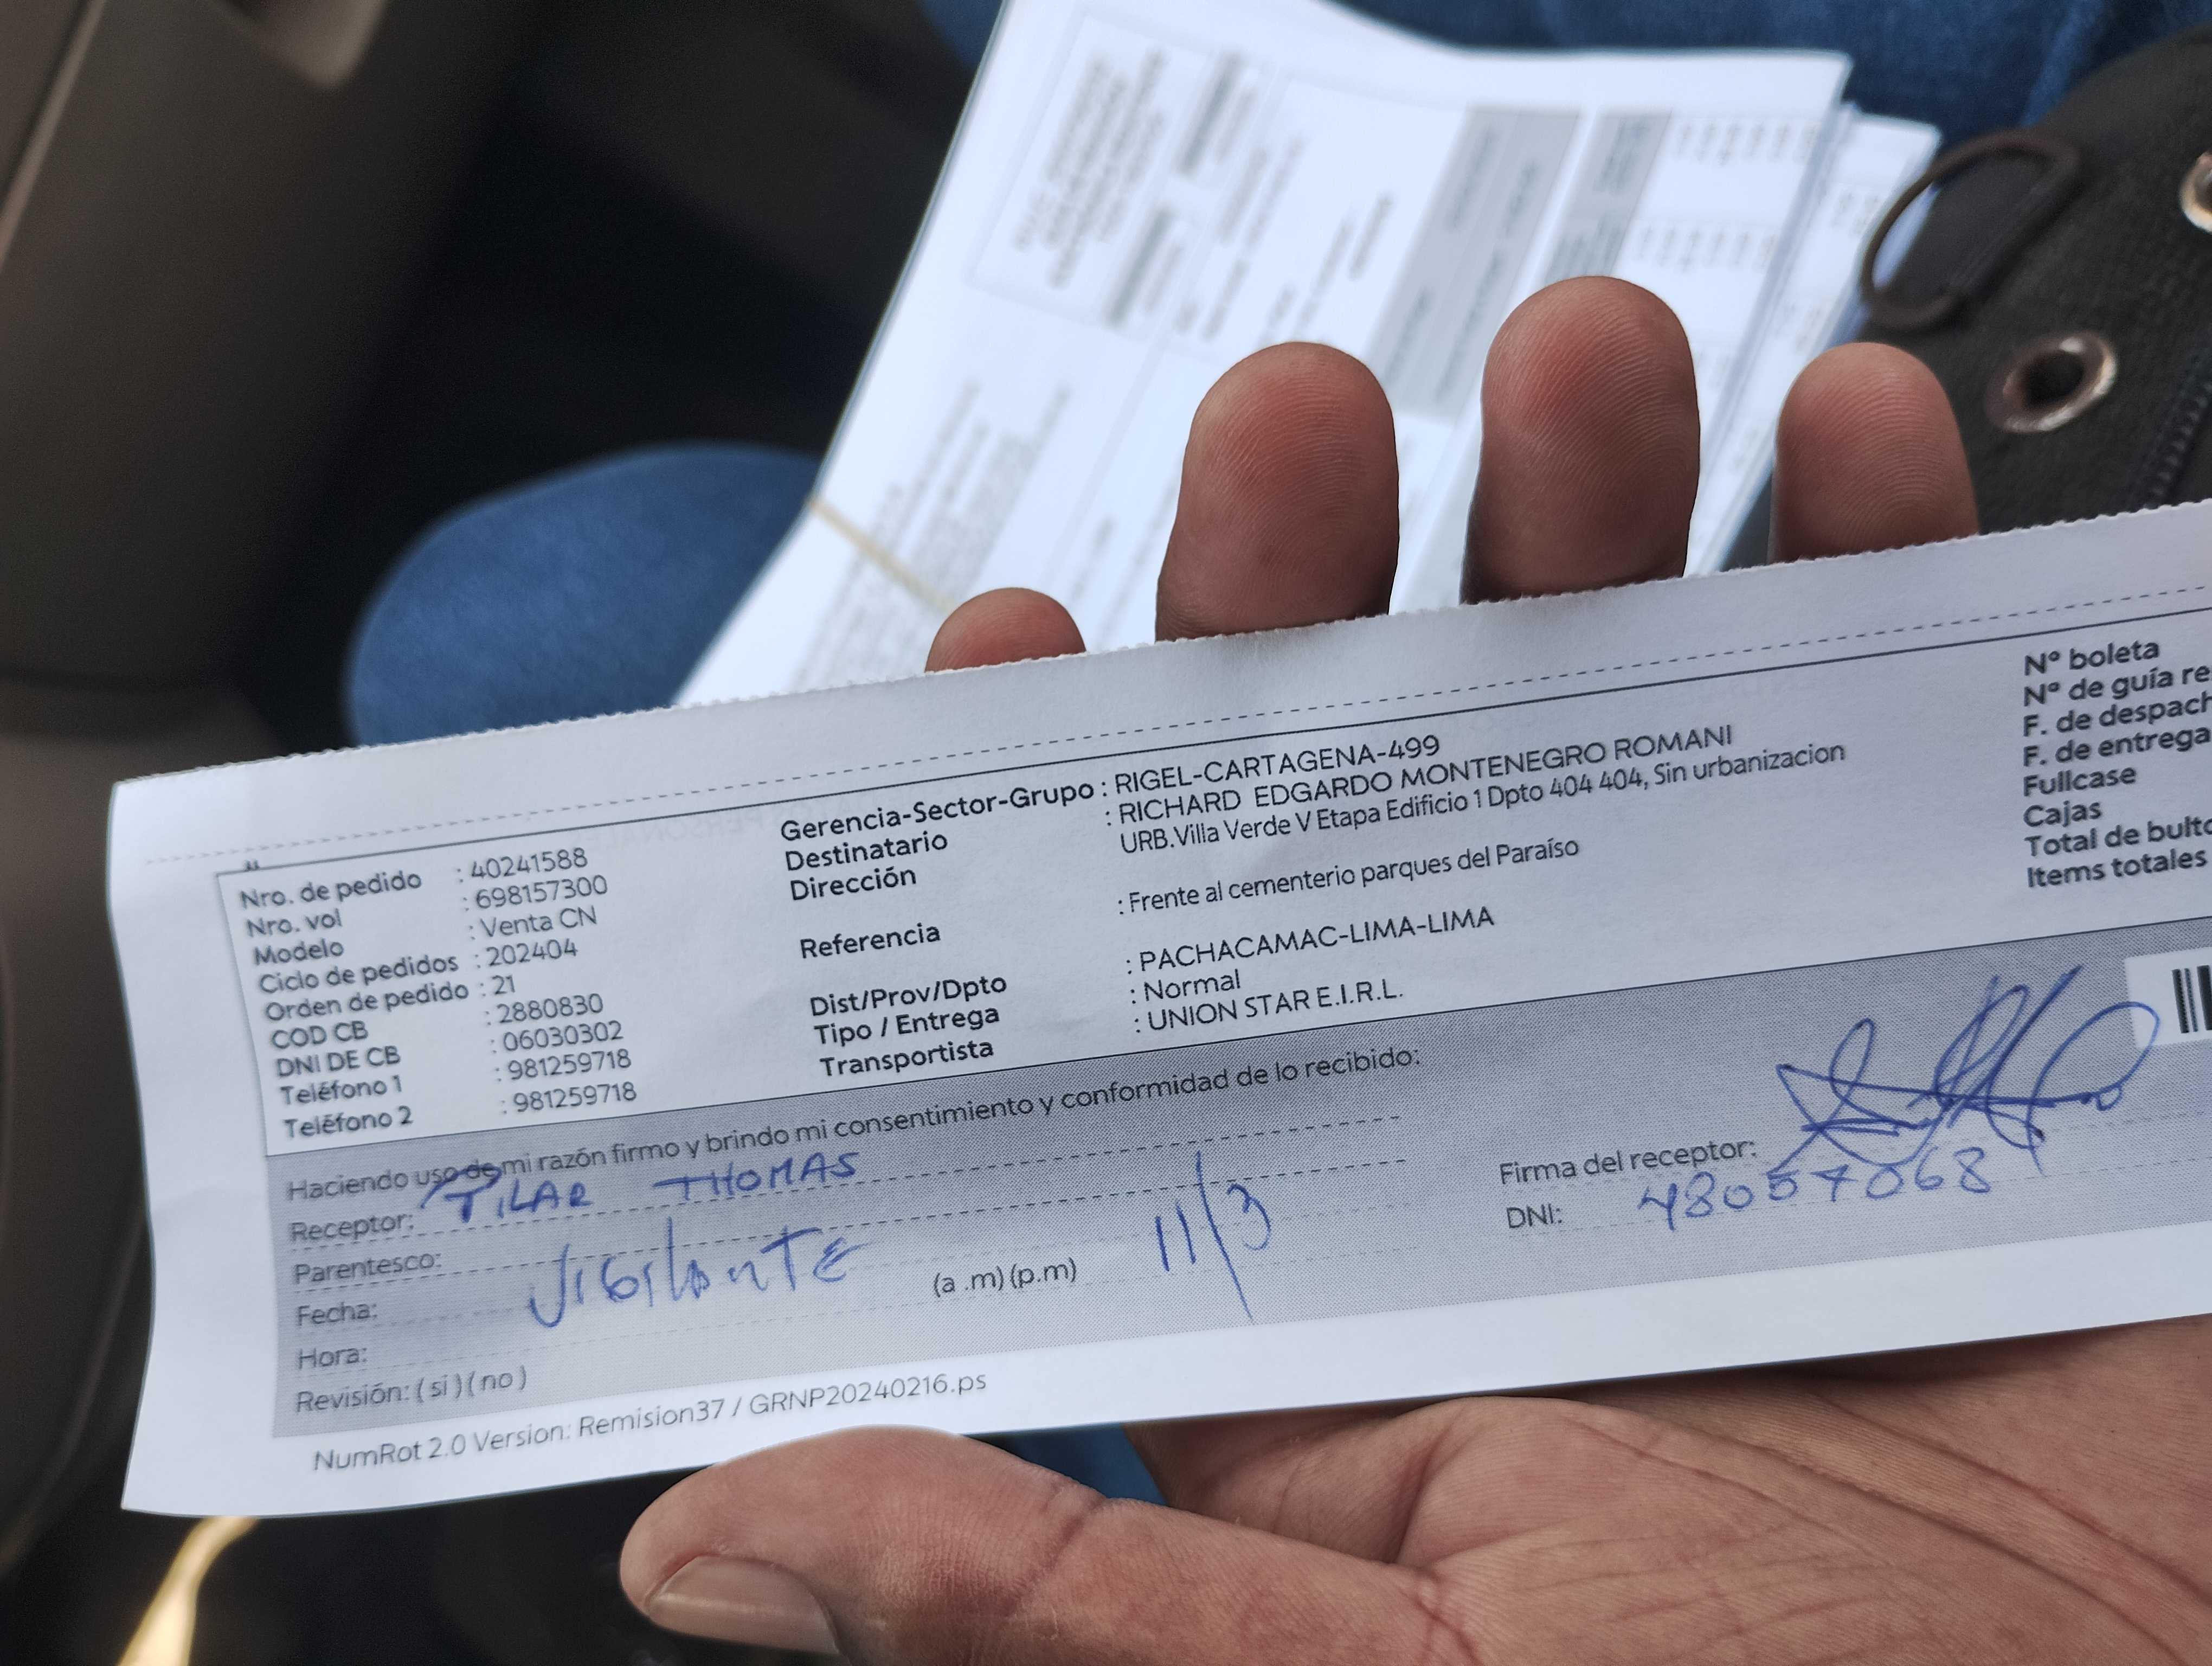 Nro. de pedido : 40241588
Nro. vol : 698157300
Modelo : Venta CN
Ciclo de pedidos : 202404
Orden de pedido : 21
COD CB : 2880830
DNI DE CB : 06030302
Teléfono 1 : 981259718
Teléfono 2 : 981259718
Gerencia-Sector-Grupo : RIGEL-CARTAGENA-499
Destinatario : RICHARD EDGARDO MONTENEGRO ROMANI
Dirección URB.Villa Verde V Etapa Edificio 1 Dpto 404 404, Sin urbanizacion
Referencia : Frente al cementerio parques del Paraíso
Dist/Prov/Dpto : PACHACAMAC-LIMA-LIMA
Tipo / Entrega : Normal
Transportista : UNION STAR E.I.R.L.
Nº boleta
Nº de guía re
F. de despach
F. de entrega
Fullcase
Cajas
Total de bulto
Items totales
Haciendo uso de mi razón firmo y brindo mi consentimiento y conformidad de lo recibido:
Receptor: THOMAS
Parentesco: VIGILANTE
Fecha: 11/3
Hora: (a .m) (p.m)
Revisión: ( si ) ( no )
Firma del receptor:
DNI: 48057068
NumRot 2.0 Version: Remision37 / GRNP20240216.ps